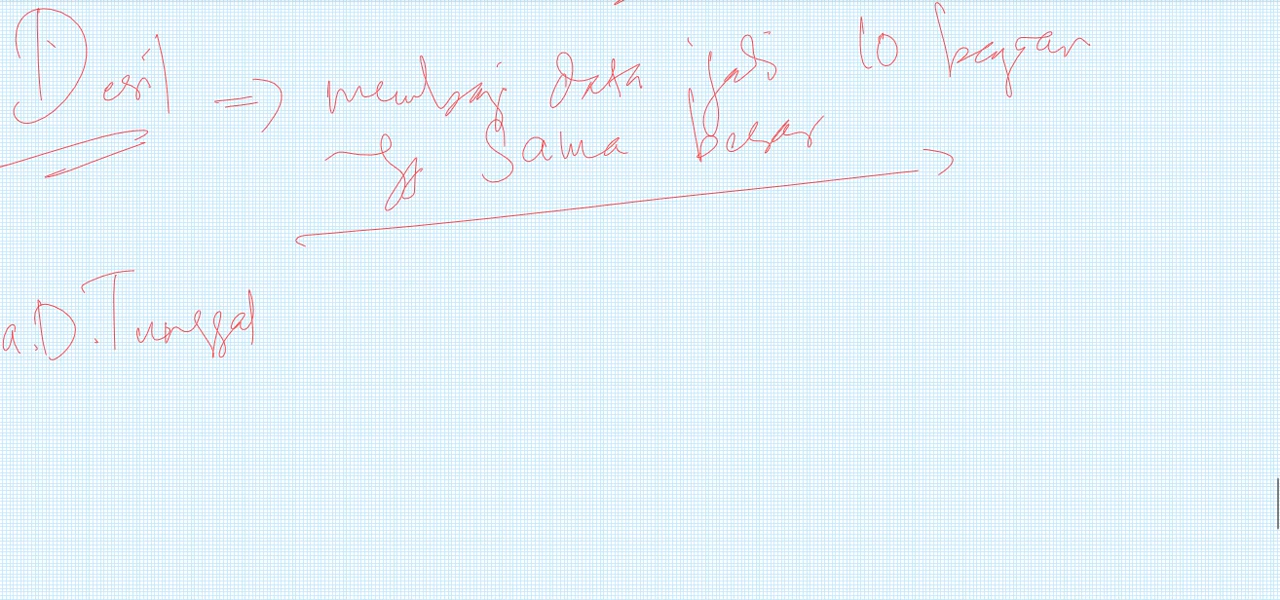 Desil => membagi data jadi 10 bagian
yg sama besar
a. D. Tunggal